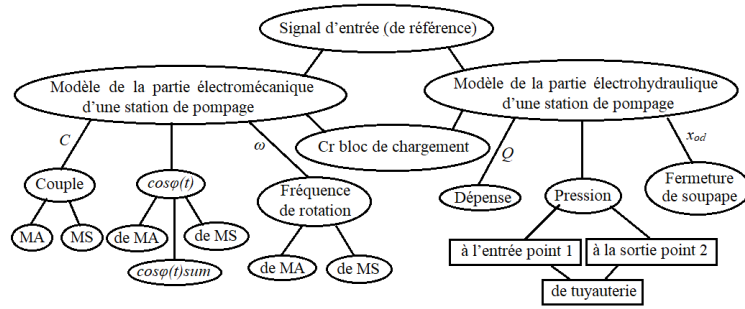 Signal d'entrée (de référence)
Modèle de la partie électromécanique
d'une station de pompage
Modèle de la partie électrohydraulique
d'une station de pompage
C
ω
Cr bloc de chargement
Q
x_od
Couple
cosφ(t)
Fréquence
de rotation
Dépense
Pression
Fermeture
de soupape
MA
MS
de MA
de MS
cosφ(t)sum
de MA
de MS
à l'entrée point 1
à la sortie point 2
de tuyauterie